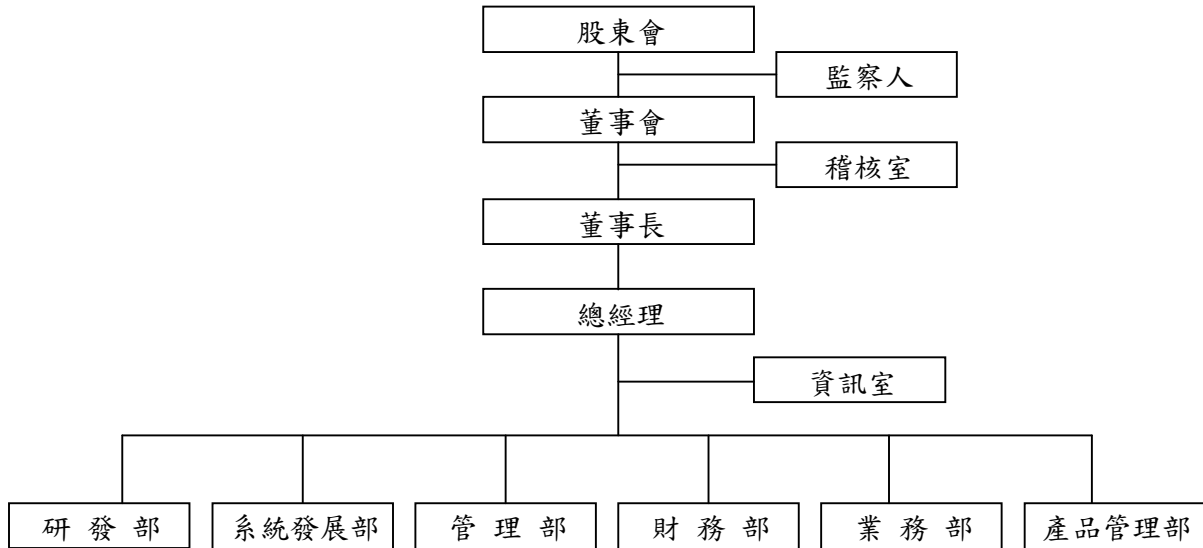 股東會
監察人
董事會
稽核室
董事長
總經理
資訊室
研發部
系統發展部
管理部
財務部
業務部
產品管理部